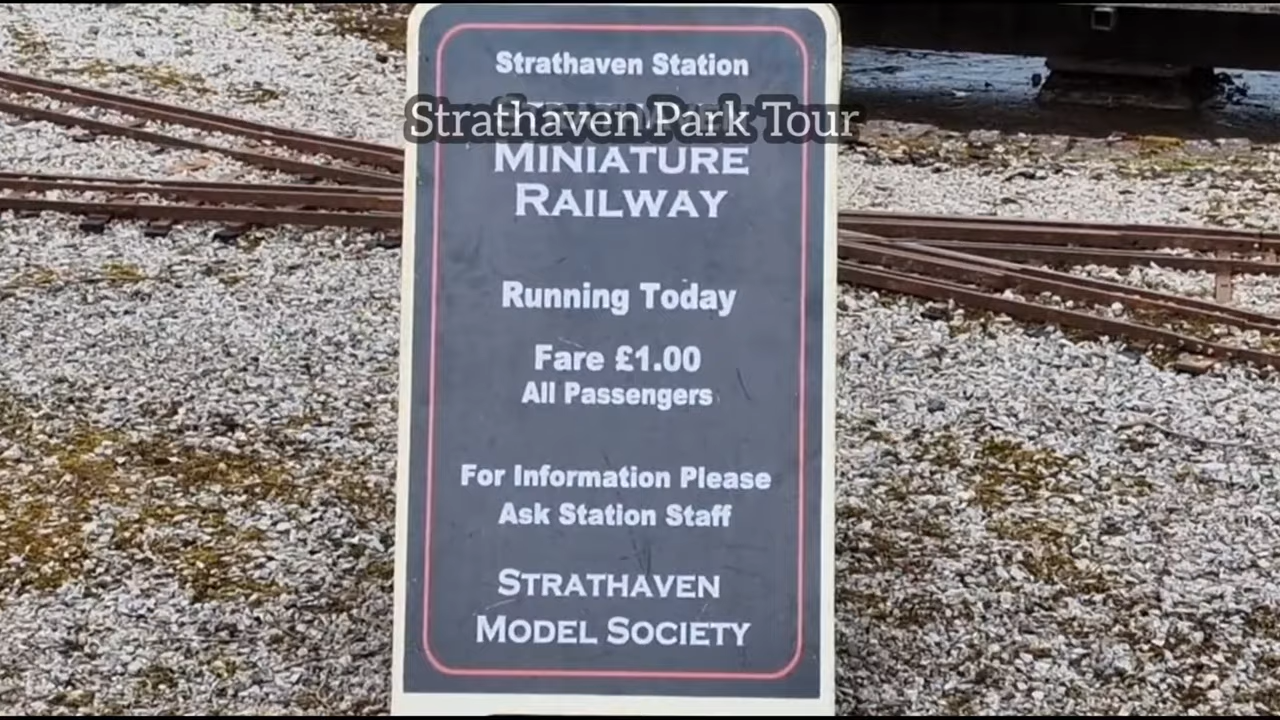 Strathaven Station
Strathaven Park Tour
MINIATURE
RAILWAY
Running Today
Fare £1.00
All Passengers
For Information Please
Ask Station Staff
STRATHAVEN
MODEL SOCIETY